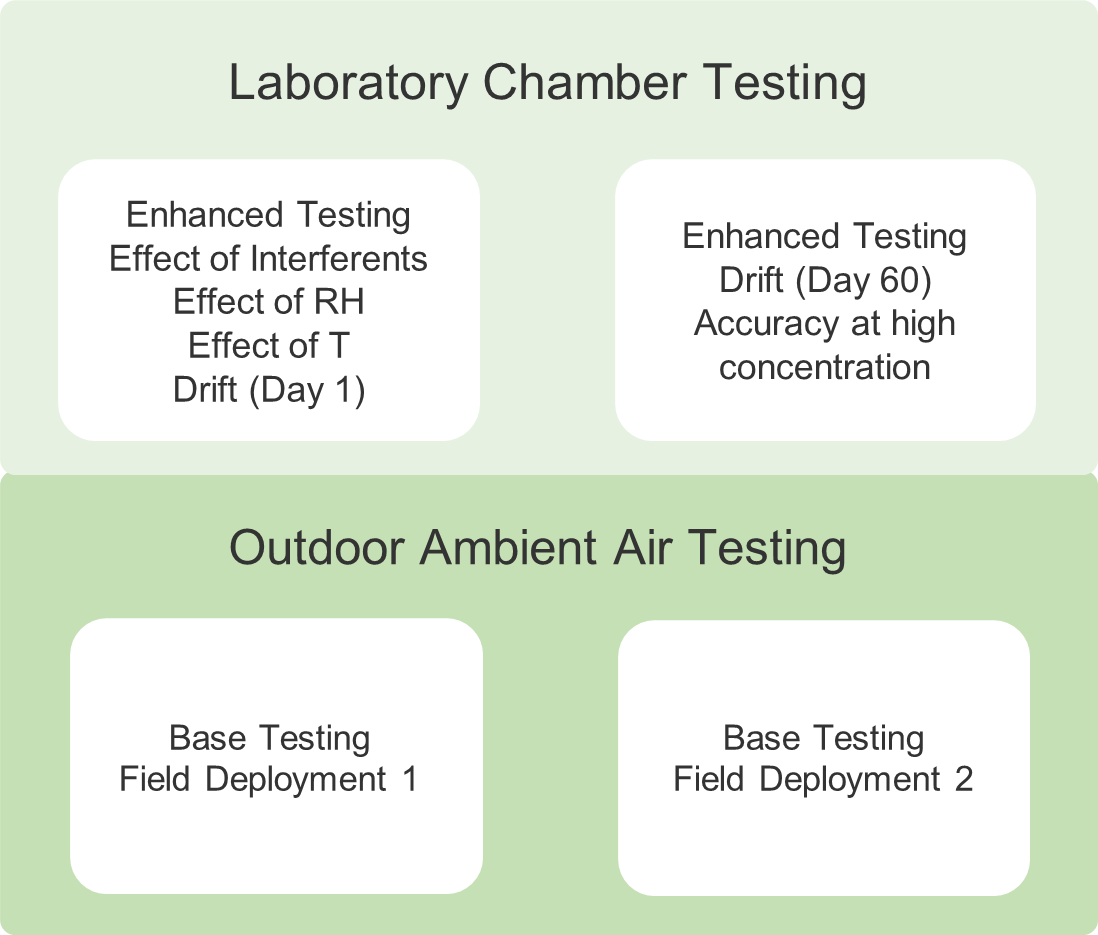 Laboratory Chamber Testing
Enhanced Testing
Effect of Interferents
Effect of RH
Effect of T
Drift (Day 1)
Enhanced Testing
Drift (Day 60)
Accuracy at high
concentration
Outdoor Ambient Air Testing
Base Testing
Field Deployment 1
Base Testing
Field Deployment 2